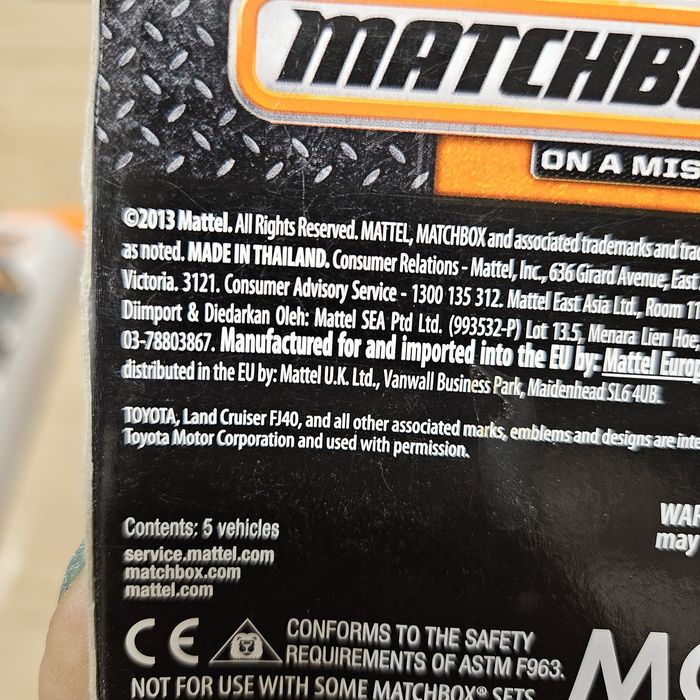 MATCHB
ON A MIS
©2013 Mattel. All Rights Reserved. MATTEL, MATCHBOX and associated trademarks and tra
as noted. MADE IN THAILAND. Consumer Relations - Mattel, Inc., 636 Girard Avenue, East
Victoria. 3121. Consumer Advisory Service - 1300 135 312. Mattel East Asia Ltd., Room 11
Diimport & Diedarkan Oleh: Mattel SEA Ptd Ltd. (993532-P) Lot 13.5, Menara Lien Hoe,
03-78803867. Manufactured for and imported into the EU by: Mattel Europ
distributed in the EU by: Mattel U.K. Ltd., Vanwall Business Park, Maidenhead SL6 4UB.
TOYOTA, Land Cruiser FJ40, and all other associated marks, emblems and designs are inte
Toyota Motor Corporation and used with permission.
WAR
may
Contents: 5 vehicles
service.mattel.com
matchbox.com
mattel.com
CE
CONFORMS TO THE SAFETY
REQUIREMENTS OF ASTM F963.
NOT FOR USE WITH SOME MATCHBOX® SETS.